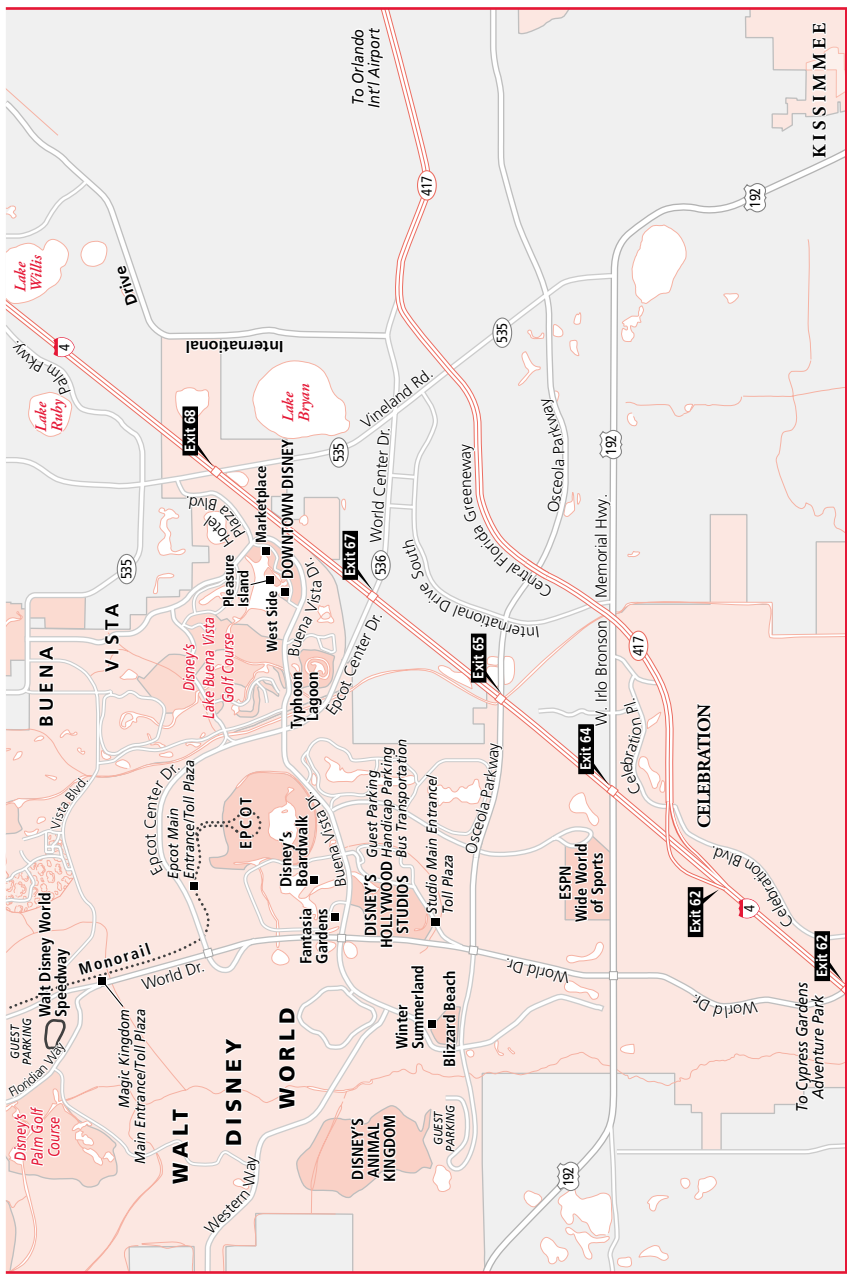 To Orlando
Int'l Airport
KISSIMMEE
417
192
Lake
Willis
Drive
International
4
Palm Pkwy.
Lake
Ruby
Lake
Bryan
535
Vineland Rd.
Exit 68
535
World Center Dr.
536
Osceola Parkway
192
Central Florida Greeneway
International Drive South
W. Irlo Bronson Memorial Hwy.
Hotel
Plaza Blvd.
Marketplace
DOWNTOWN DISNEY
Pleasure
Island
West Side
Exit 67
535
BUENA
VISTA
Disney's
Lake Buena Vista
Golf Course
Buena Vista Dr.
Typhoon
Lagoon
Epcot Center Dr.
Exit 65
417
Exit 64
Celebration Pl.
CELEBRATION
Celebration Blvd.
Exit 62
4
Exit 62
Vista Blvd.
Epcot Center Dr.
Epcot Main
Entrance/Toll Plaza
EPCOT
Disney's
Boardwalk
Buena Vista Dr.
Fantasia
Gardens
DISNEY'S
HOLLYWOOD
STUDIOS
Guest Parking
Handicap Parking
Bus Transportation
Studio Main Entrance/
Toll Plaza
Osceola Parkway
ESPN
Wide World
of Sports
Walt Disney World
Speedway
Monorail
World Dr.
World Dr.
World Dr.
GUEST
PARKING
Floridian Way
Magic Kingdom
Main Entrance/Toll Plaza
Disney's
Palm Golf
Course
WALT
DISNEY
WORLD
Winter
Summerland
Blizzard Beach
To Cypress Gardens
Adventure Park
DISNEY'S
ANIMAL
KINGDOM
GUEST
PARKING
Western Way
192